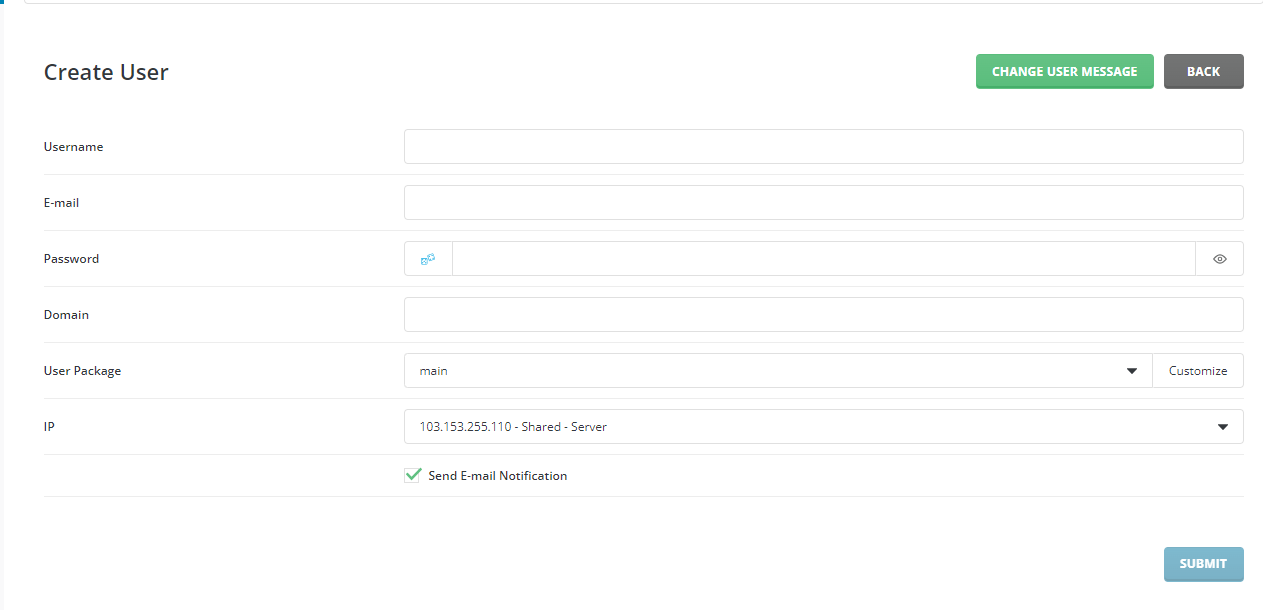 Create User
CHANGE USER MESSAGE
BACK
Username
E-mail
Password
Domain
User Package
main
Customize
IP
103.153.255.110 - Shared - Server
Send E-mail Notification
SUBMIT